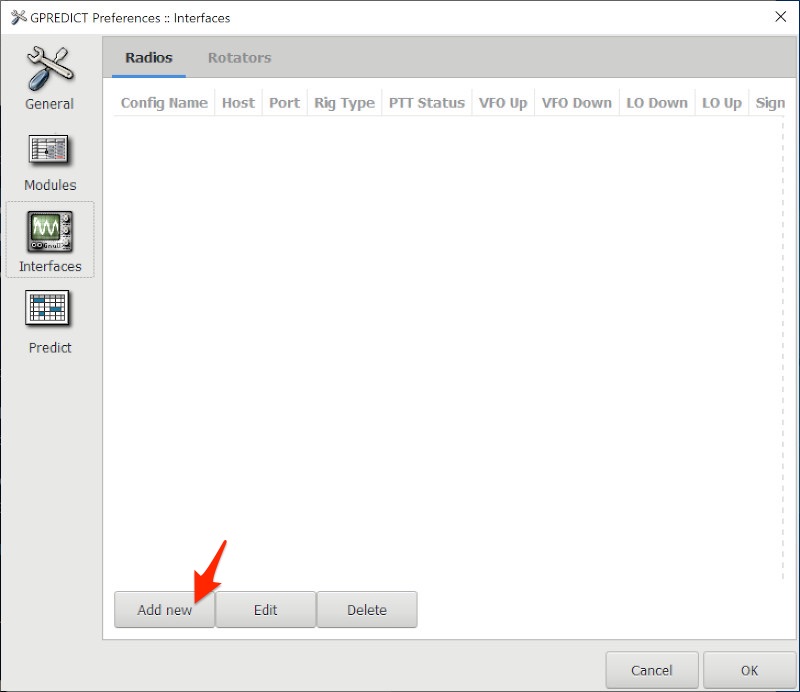 GPREDICT Preferences :: Interfaces
General
Modules
Interfaces
Predict
Radios Rotators
Config Name Host Port Rig Type PTT Status VFO Up VFO Down LO Down LO Up Sign
Add new Edit Delete
Cancel OK